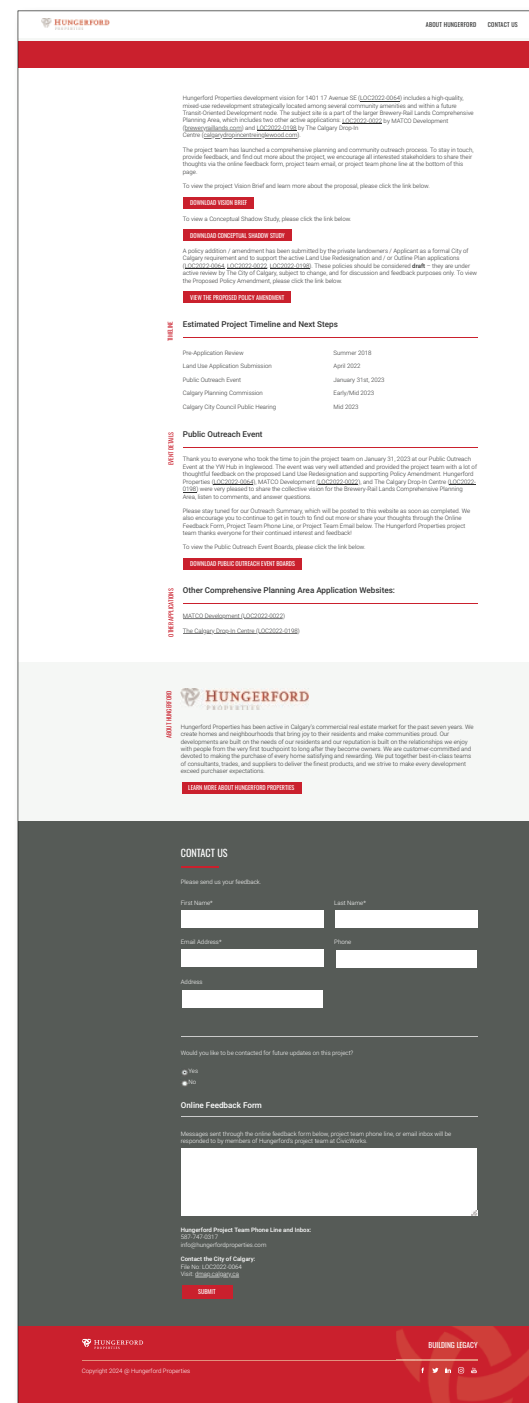 HUNGERFORD
PROPERTIES
ABOUT HUNGERFORD CONTACT US
Hungerford Properties development vision for 1401 17 Avenue SE (LOC2022-0064) includes a high-quality,
mixed-use redevelopment strategically located among several community amenities and within a future
Transit-Oriented Development node. The subject site is a part of the larger Brewery-Rail Lands Comprehensive
Planning Area, which includes two other active applications: LOC2022-0022 by MATCO Development
(breweryraillands.com) and LOC2022-0198 by The Calgary Drop-In
Centre (calgarydropincentreinglewood.com).
The project team has launched a comprehensive planning and community outreach process. To stay in touch,
provide feedback, and find out more about the project, we encourage all interested stakeholders to share their
thoughts via the online feedback form, project team email, or project team phone line at the bottom of this
page.
To view the project Vision Brief and learn more about the proposal, please click the link below.
DOWNLOAD VISION BRIEF
To view a Conceptual Shadow Study, please click the link below.
DOWNLOAD CONCEPTUAL SHADOW STUDY
A policy addition / amendment has been submitted by the private landowners / Applicant as a formal City of
Calgary requirement and to support the active Land Use Redesignation and / or Outline Plan applications
(LOC2022-0064, LOC2022-0022, LOC2022-0198). These policies should be considered draft – they are under
active review by The City of Calgary, subject to change, and for discussion and feedback purposes only. To view
the Proposed Policy Amendment, please click the link below.
VIEW THE PROPOSED POLICY AMENDMENT
TIMELINE
Estimated Project Timeline and Next Steps
Pre-Application Review Summer 2018
Land Use Application Submission April 2022
Public Outreach Event January 31st, 2023
Calgary Planning Commission Early/Mid 2023
Calgary City Council Public Hearing Mid 2023
EVENT DETAILS
Public Outreach Event
Thank you to everyone who took the time to join the project team on January 31, 2023 at our Public Outreach
Event at the YW Hub in Inglewood. The event was very well attended and provided the project team with a lot of
thoughtful feedback on the proposed Land Use Redesignation and supporting Policy Amendment. Hungerford
Properties (LOC2022-0064), MATCO Development (LOC2022-0022), and The Calgary Drop-In Centre (LOC2022-
0198) were very pleased to share the collective vision for the Brewery-Rail Lands Comprehensive Planning
Area, listen to comments, and answer questions.
Please stay tuned for our Outreach Summary, which will be posted to this website as soon as completed. We
also encourage you to continue to get in touch to find out more or share your thoughts through the Online
Feedback Form, Project Team Phone Line, or Project Team Email below. The Hungerford Properties project
team thanks everyone for their continued interest and feedback!
To view the Public Outreach Event Boards, please click the link below.
DOWNLOAD PUBLIC OUTREACH EVENT BOARDS
OTHER APPLICATIONS
Other Comprehensive Planning Area Application Websites:
MATCO Development (LOC2022-0022)
The Calgary Drop-In Centre (LOC2022-0198)
ABOUT HUNGERFORD
HUNGERFORD
PROPERTIES
Hungerford Properties has been active in Calgary's commercial real estate market for the past seven years. We
create homes and neighbourhoods that bring joy to their residents and make communities proud. Our
developments are built on the needs of our residents and our reputation is built on the relationships we enjoy
with people from the very first touchpoint to long after they become owners. We are customer-committed and
devoted to making the purchase of every home satisfying and rewarding. We put together best-in-class teams
of consultants, trades, and suppliers to deliver the finest products, and we strive to make every development
exceed purchaser expectations.
LEARN MORE ABOUT HUNGERFORD PROPERTIES
CONTACT US
Please send us your feedback.
First Name* Last Name*
Email Address* Phone
Address
Would you like to be contacted for future updates on this project?
Yes
No
Online Feedback Form
Messages sent through the online feedback form below, project team phone line, or email inbox will be
responded to by members of Hungerford's project team at CivicWorks.
Hungerford Project Team Phone Line and Inbox:
587-747-0317
info@hungerfordproperties.com
Contact the City of Calgary:
File No: LOC2022-0064
Visit: dmap.calgary.ca
SUBMIT
HUNGERFORD
PROPERTIES
BUILDING LEGACY
Copyright 2024 @ Hungerford Properties